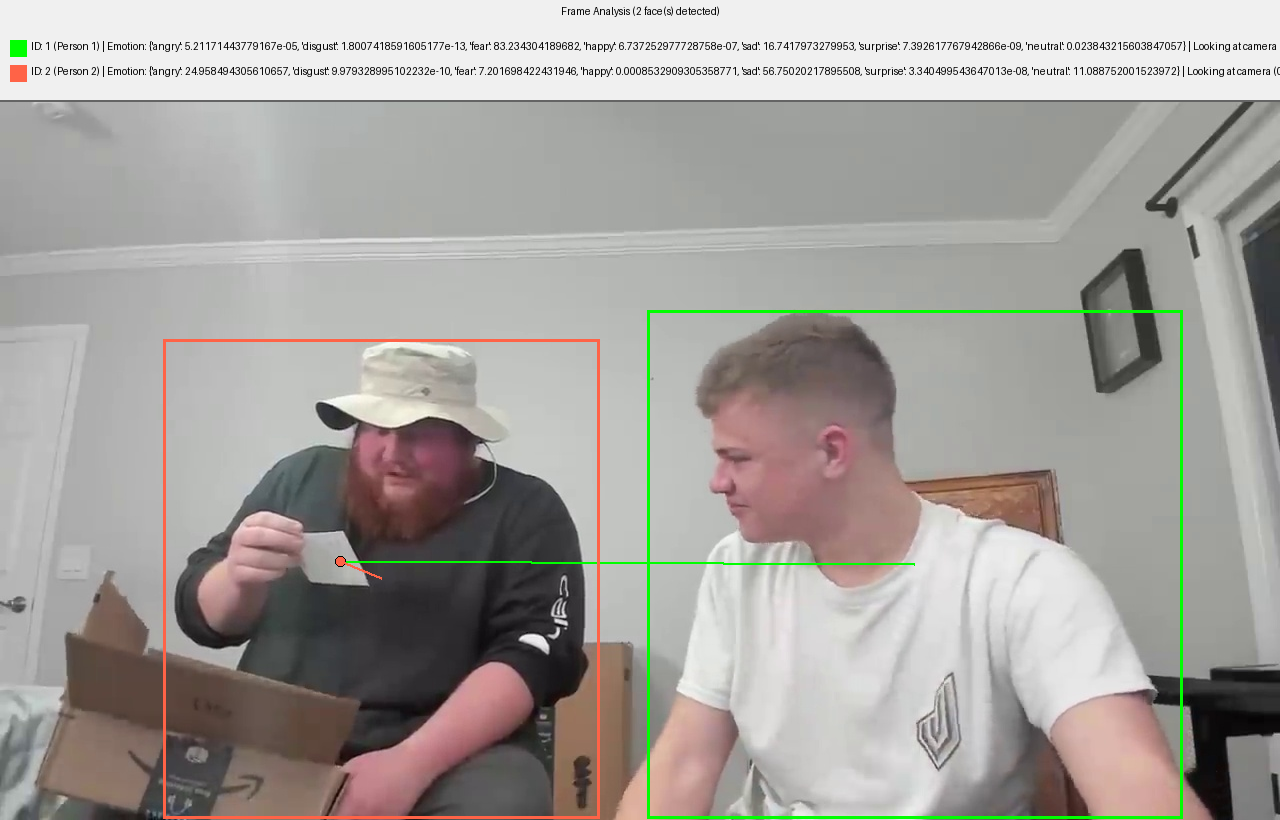 Frame Analysis (2 face(s) detected)
ID: 1 (Person 1) | Emotion: {'angry': 5.21171443779167e-05, 'disgust': 1.8007418591605177e-13, 'fear': 83.234304189682, 'happy': 6.737252977728758e-07, 'sad': 16.7417973279953, 'surprise': 7.392617767942866e-09, 'neutral': 0.023843215603847057} | Looking at camera
ID: 2 (Person 2) | Emotion: {'angry': 24.958494305610657, 'disgust': 9.979328995102232e-10, 'fear': 7.201698422431946, 'happy': 0.0008532909305358771, 'sad': 56.75020217895508, 'surprise': 3.340499543647013e-08, 'neutral': 11.088752001523972} | Looking at camera (0